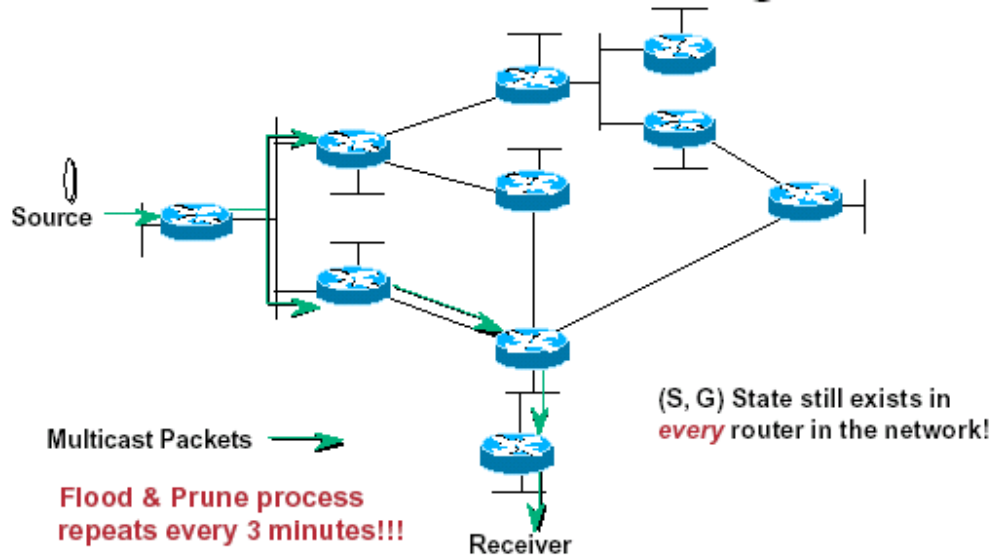 Source
(S, G) State still exists in
every router in the network!
Multicast Packets
Flood & Prune process
repeats every 3 minutes!!!
Receiver